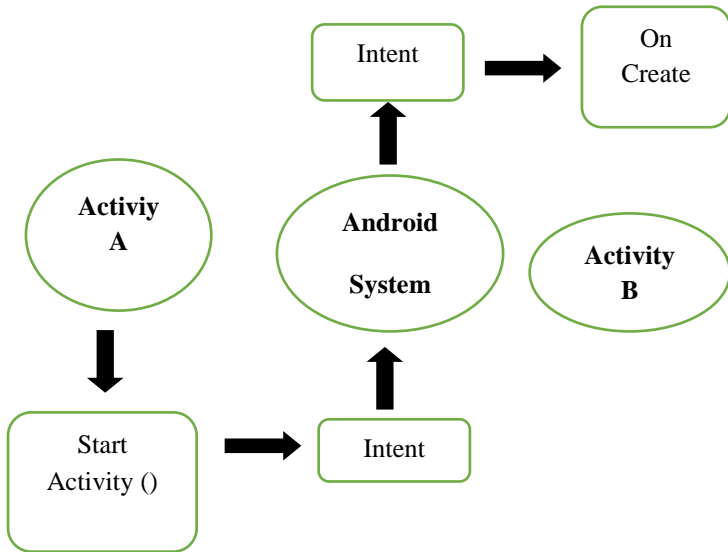 Intent
On
Create
Activiy
A
Android
System
Activity
B
Start
Activity ()
Intent